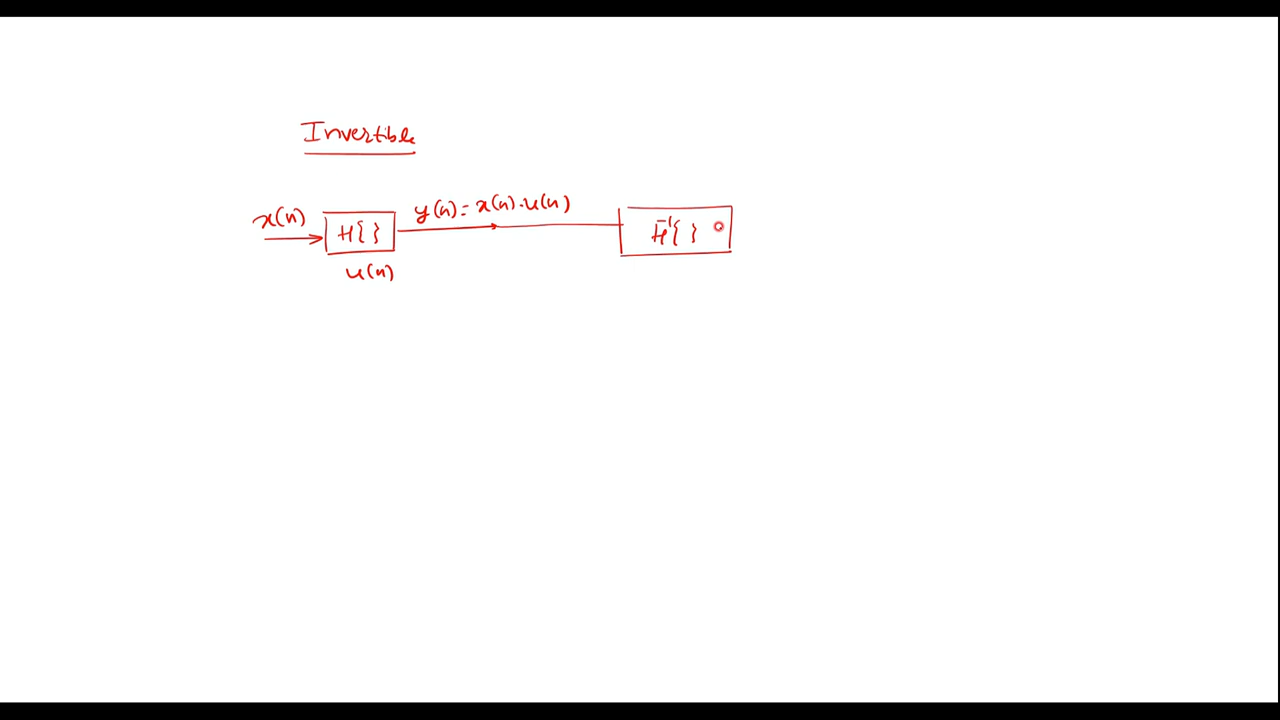 Invertible
x(n) H{ } y(n) = x(n)·u(n) H⁻¹{ }
u(n)